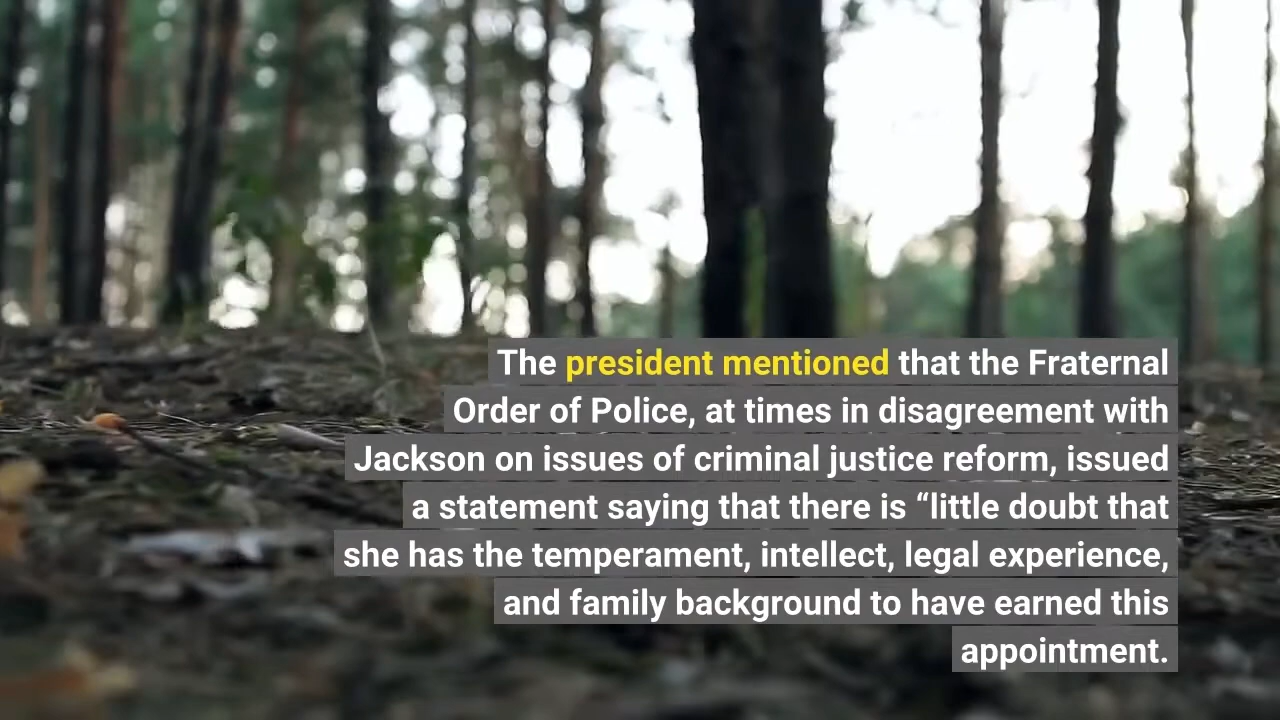 The president mentioned that the Fraternal
Order of Police, at times in disagreement with
Jackson on issues of criminal justice reform, issued
a statement saying that there is “little doubt that
she has the temperament, intellect, legal experience,
and family background to have earned this
appointment.